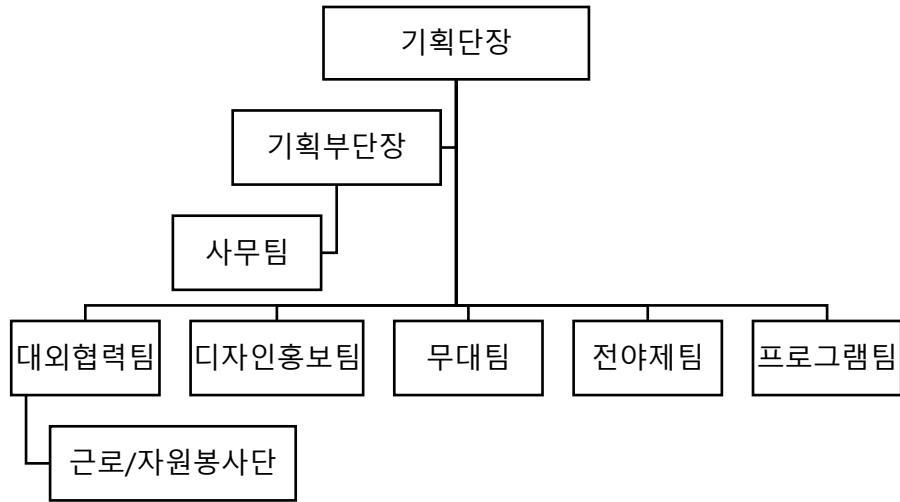 기획단장
기획부단장
사무팀
대외협력팀
디자인홍보팀
무대팀
전야제팀
프로그램팀
근로/자원봉사단